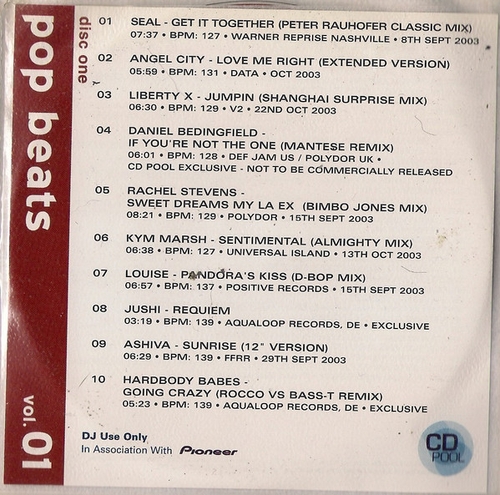 pop beats
vol. 01
disc one
01 SEAL - GET IT TOGETHER (PETER RAUHOFER CLASSIC MIX)
07:37 • BPM: 127 • WARNER REPRISE NASHVILLE • 8TH SEPT 2003
02 ANGEL CITY - LOVE ME RIGHT (EXTENDED VERSION)
05:59 • BPM: 131 • DATA • OCT 2003
03 LIBERTY X - JUMPIN (SHANGHAI SURPRISE MIX)
06:30 • BPM: 129 • V2 • 22ND OCT 2003
04 DANIEL BEDINGFIELD -
IF YOU'RE NOT THE ONE (MANTESE REMIX)
06:01 • BPM: 128 • DEF JAM US / POLYDOR UK •
CD POOL EXCLUSIVE - NOT TO BE COMMERCIALLY RELEASED
05 RACHEL STEVENS -
SWEET DREAMS MY LA EX (BIMBO JONES MIX)
08:21 • BPM: 129 • POLYDOR • 15TH SEPT 2003
06 KYM MARSH - SENTIMENTAL (ALMIGHTY MIX)
06:38 • BPM: 127 • UNIVERSAL ISLAND • 13TH OCT 2003
07 LOUISE - PANDORA'S KISS (D-BOP MIX)
06:57 • BPM: 137 • POSITIVE RECORDS • 15TH SEPT 2003
08 JUSHI - REQUIEM
03:19 • BPM: 139 • AQUALOOP RECORDS, DE • EXCLUSIVE
09 ASHIVA - SUNRISE (12" VERSION)
06:29 • BPM: 139 • FFRR • 29TH SEPT 2003
10 HARDBODY BABES -
GOING CRAZY (ROCCO VS BASS-T REMIX)
05:23 • BPM: 139 • AQUALOOP RECORDS, DE • EXCLUSIVE
DJ Use Only
In Association With Pioneer
CD
POOL